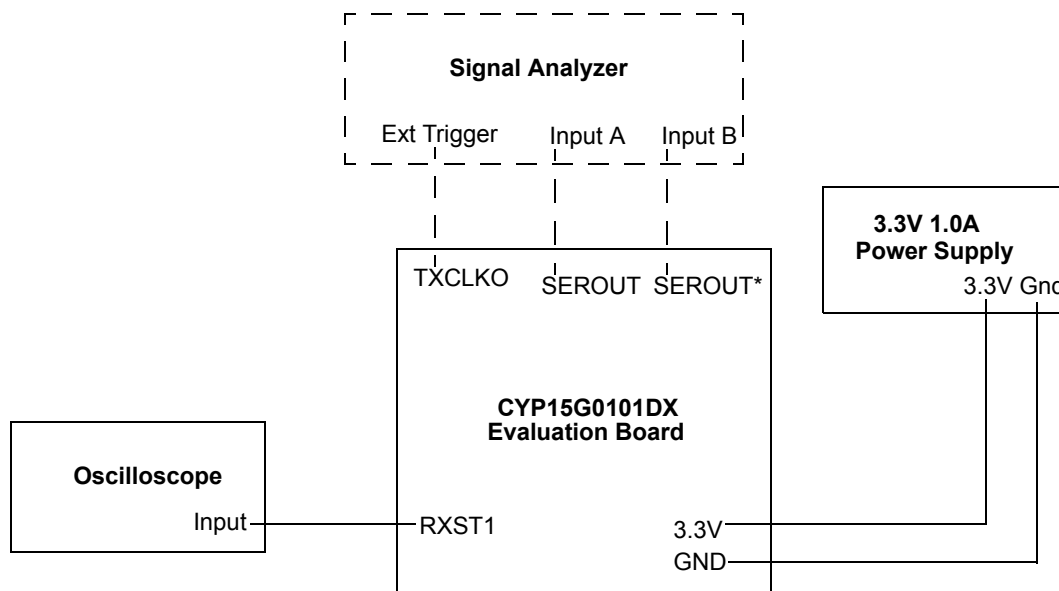 Signal Analyzer
Ext Trigger Input A Input B
3.3V 1.0A
Power Supply
3.3V Gnd
TXCLKO SEROUT SEROUT*
CYP15G0101DX
Evaluation Board
Oscilloscope
Input
RXST1
3.3V
GND